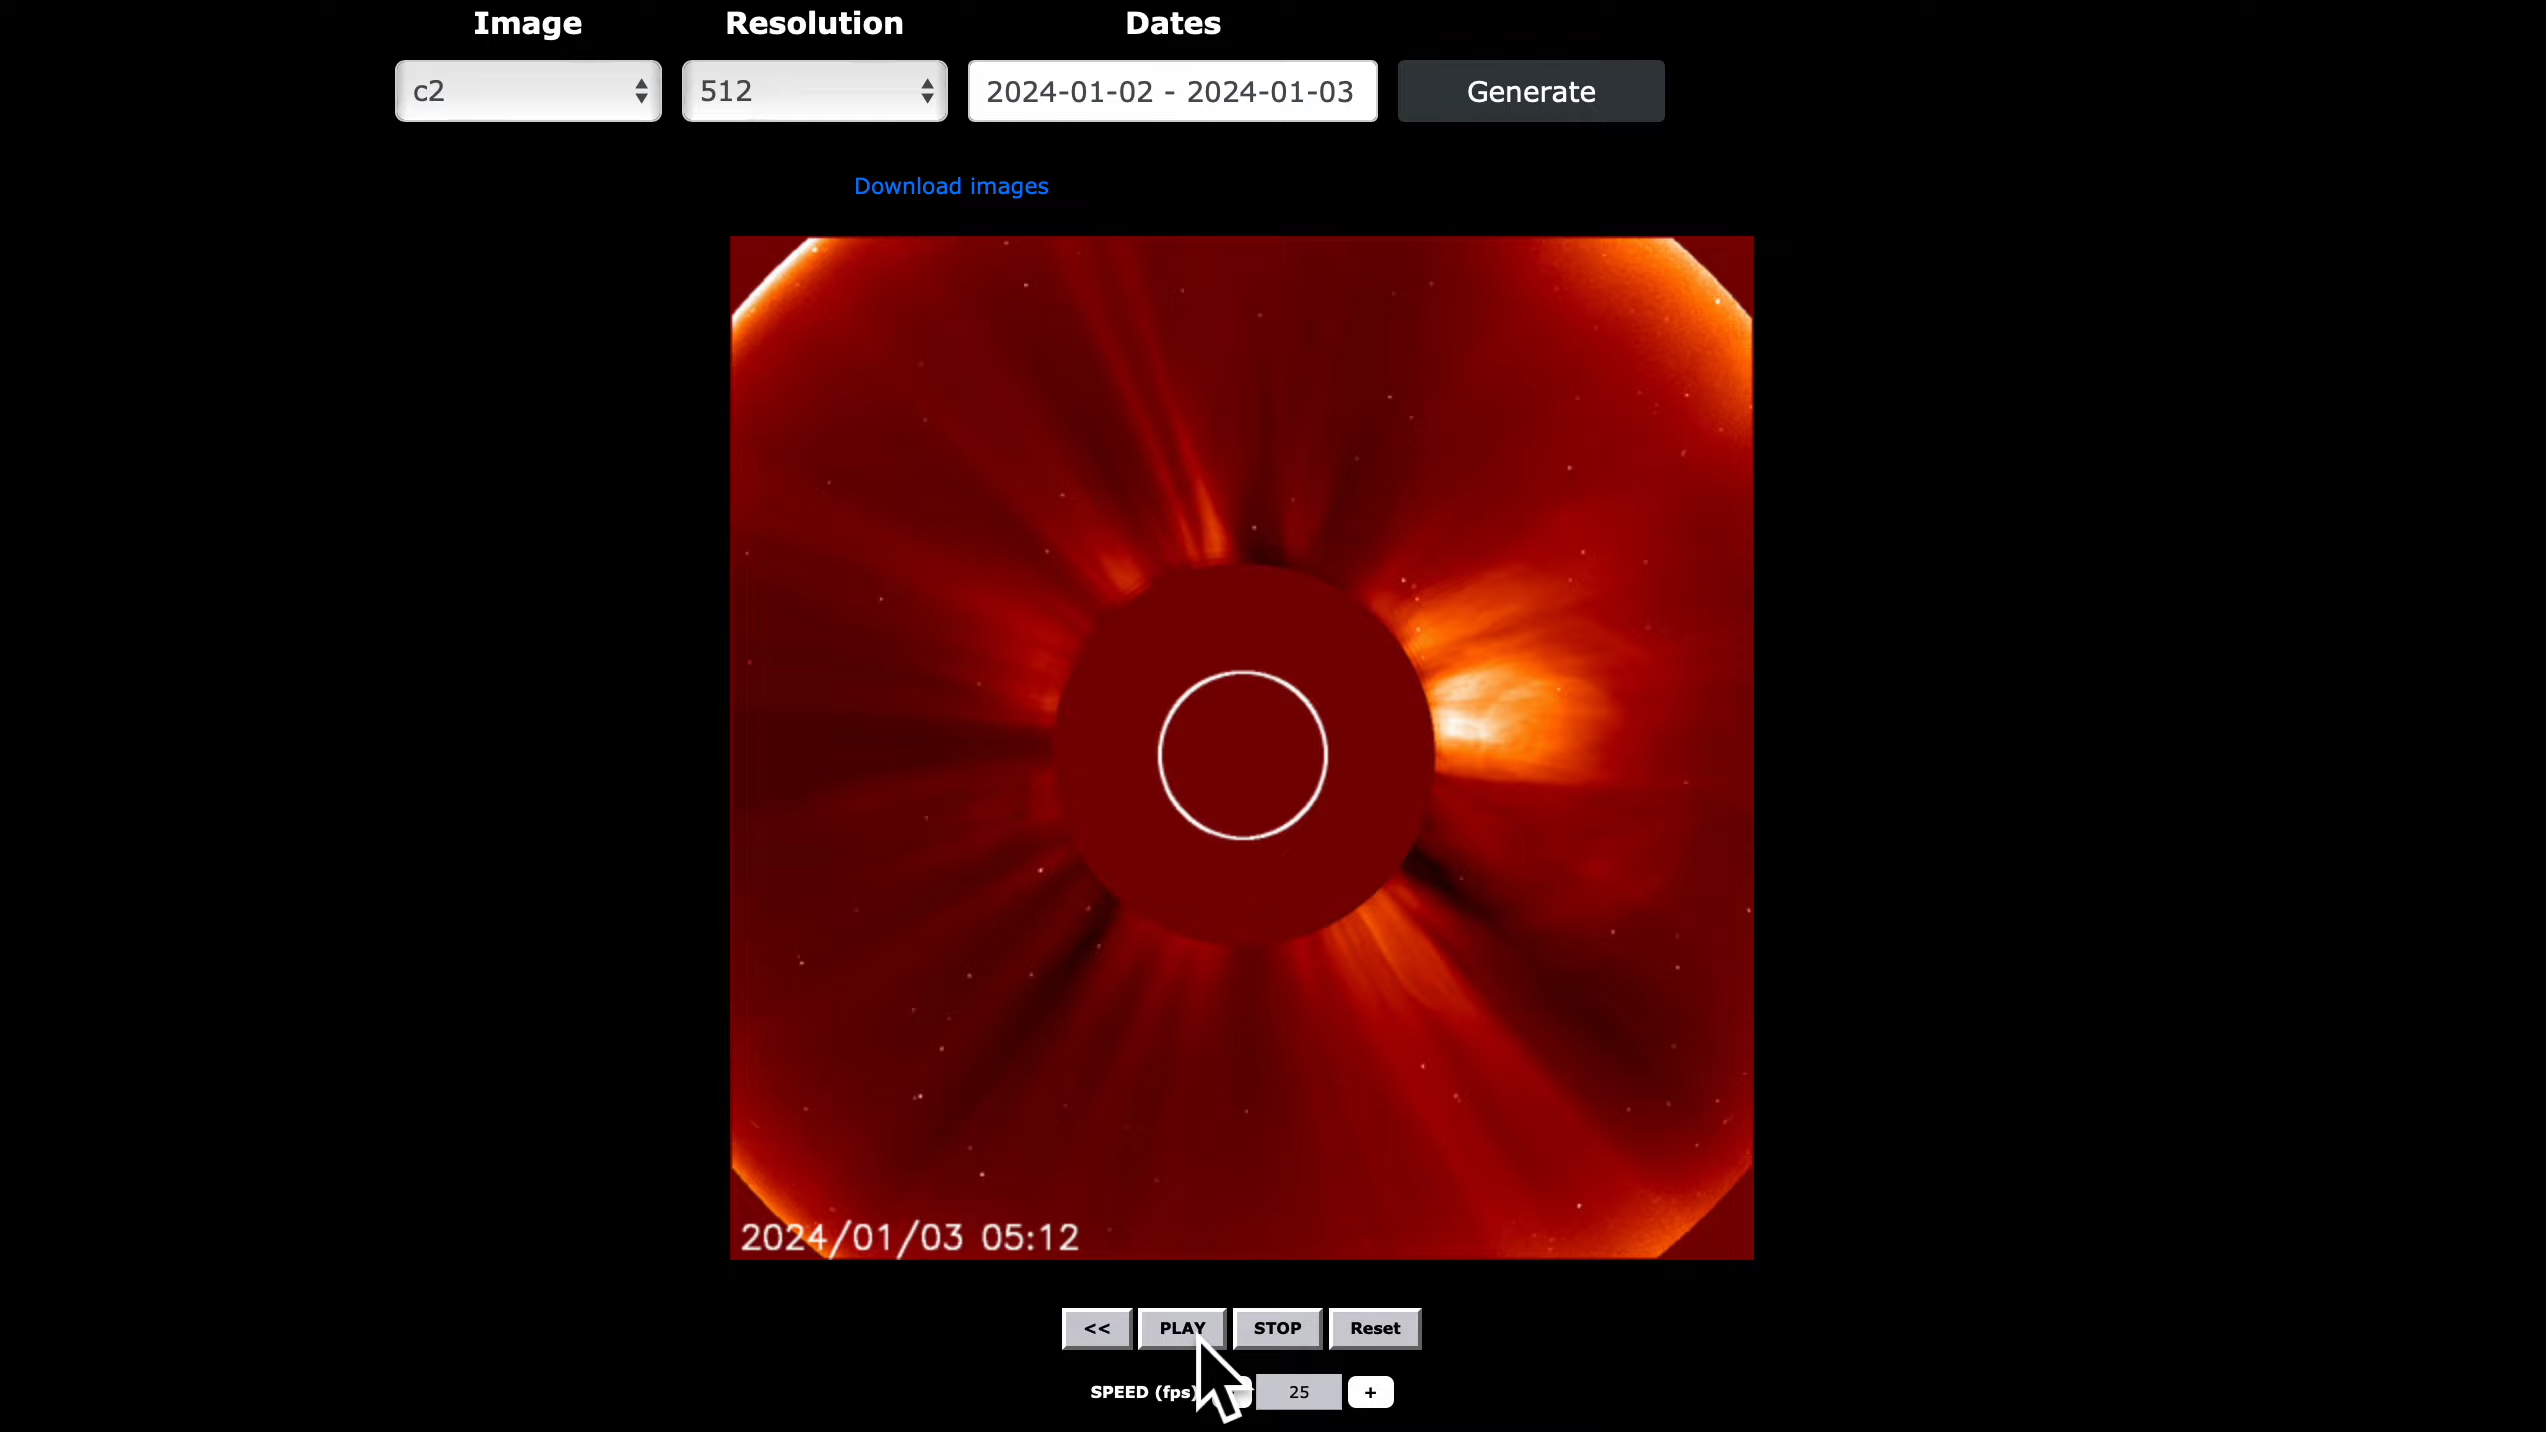 Image Resolution Dates
c2 512 2024-01-02 - 2024-01-03 Generate
Download images
2024/01/03 05:12
<< PLAY STOP Reset
SPEED (fps) 25 +